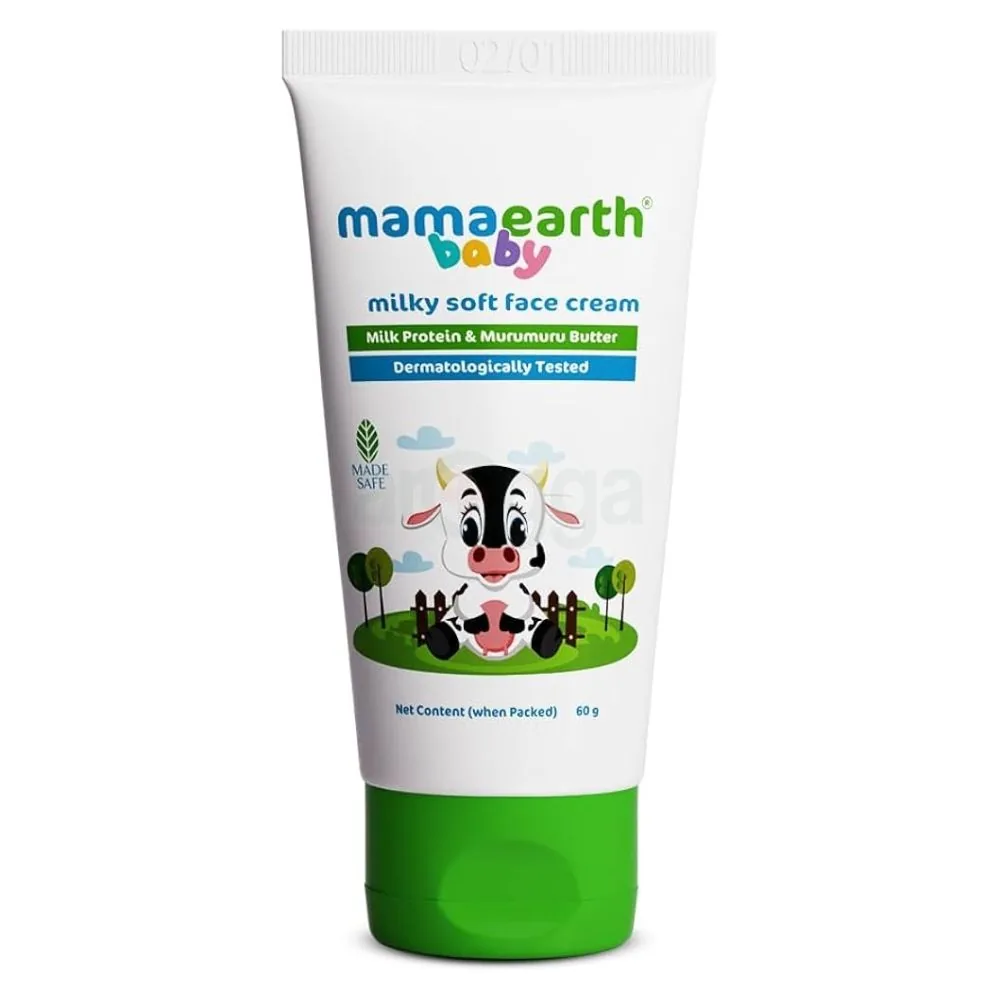 02/01
mamaearth®
baby
milky soft face cream
Milk Protein & Murumuru Butter
Dermatologically Tested
MADE
SAFE
Net Content (when Packed) 60 g